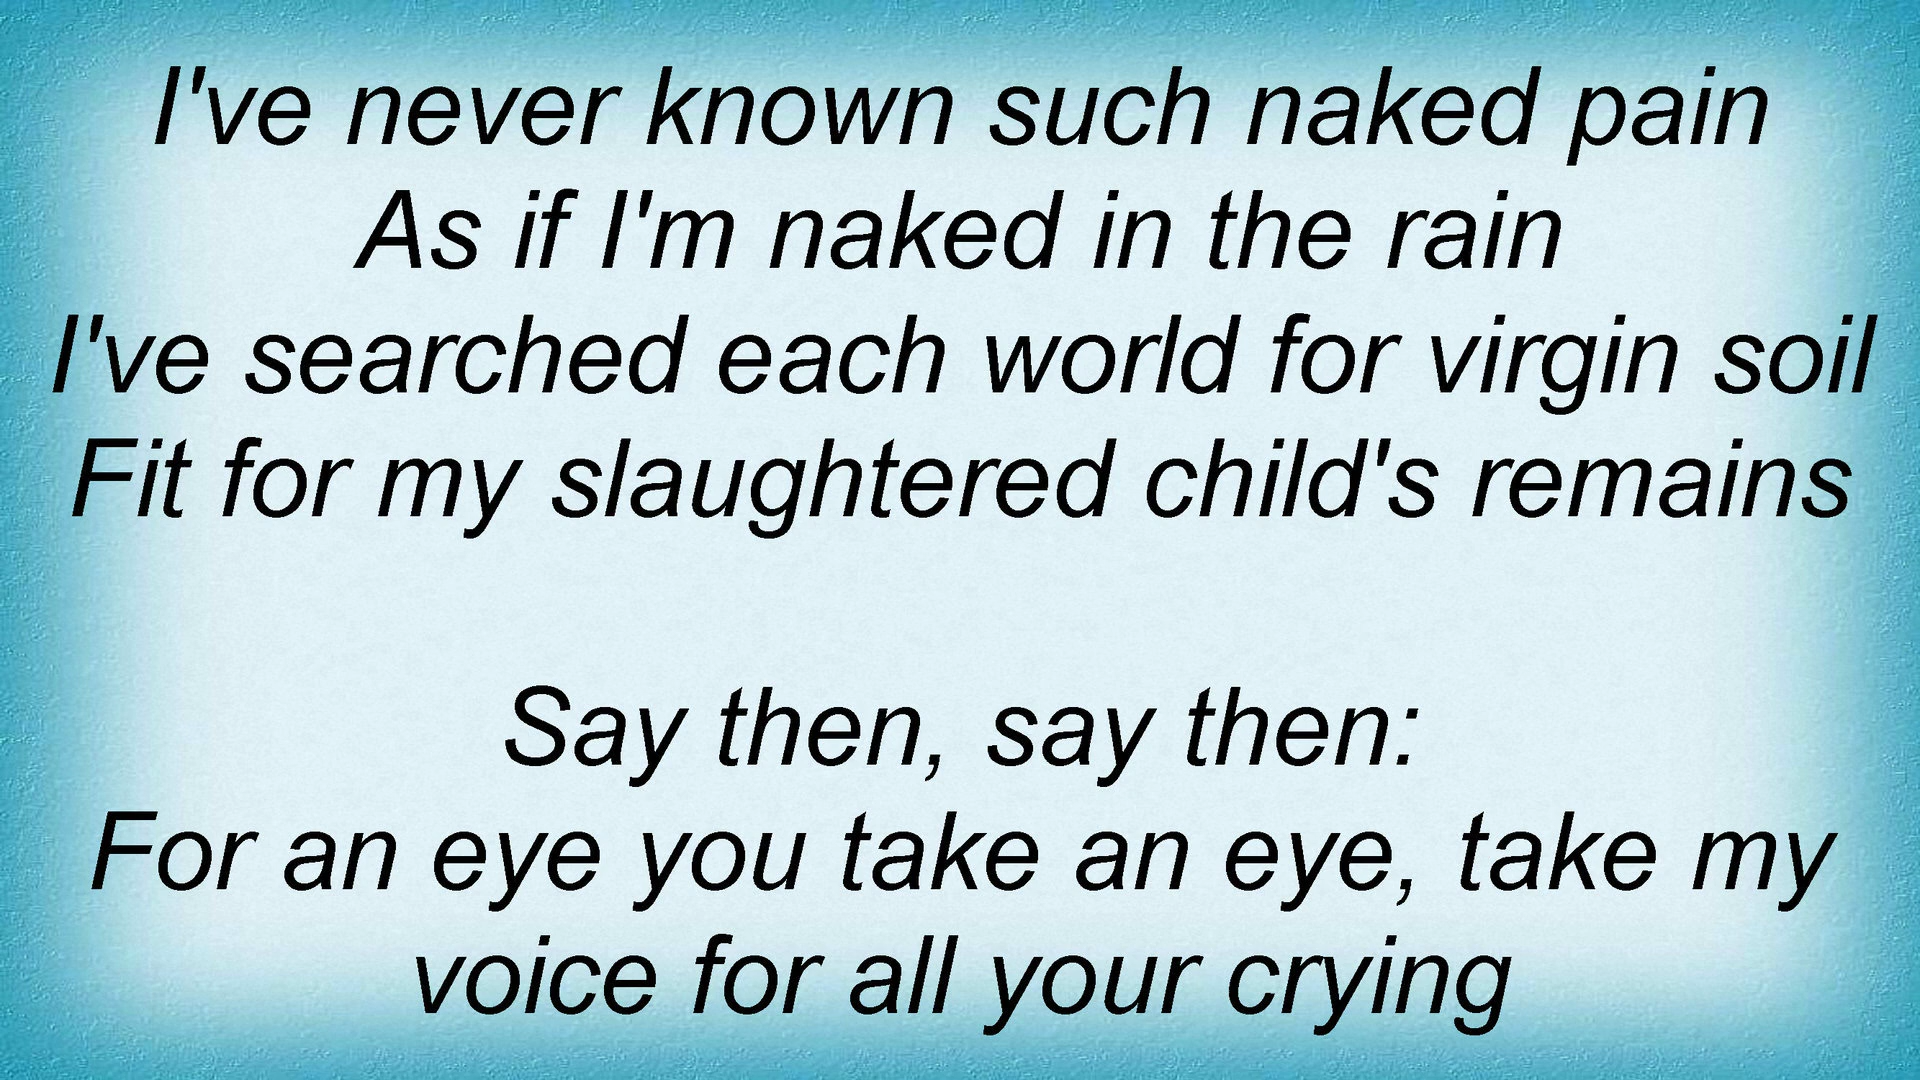 I've never known such naked pain
As if I'm naked in the rain
I've searched each world for virgin soil
Fit for my slaughtered child's remains
Say then, say then:
For an eye you take an eye, take my
voice for all your crying